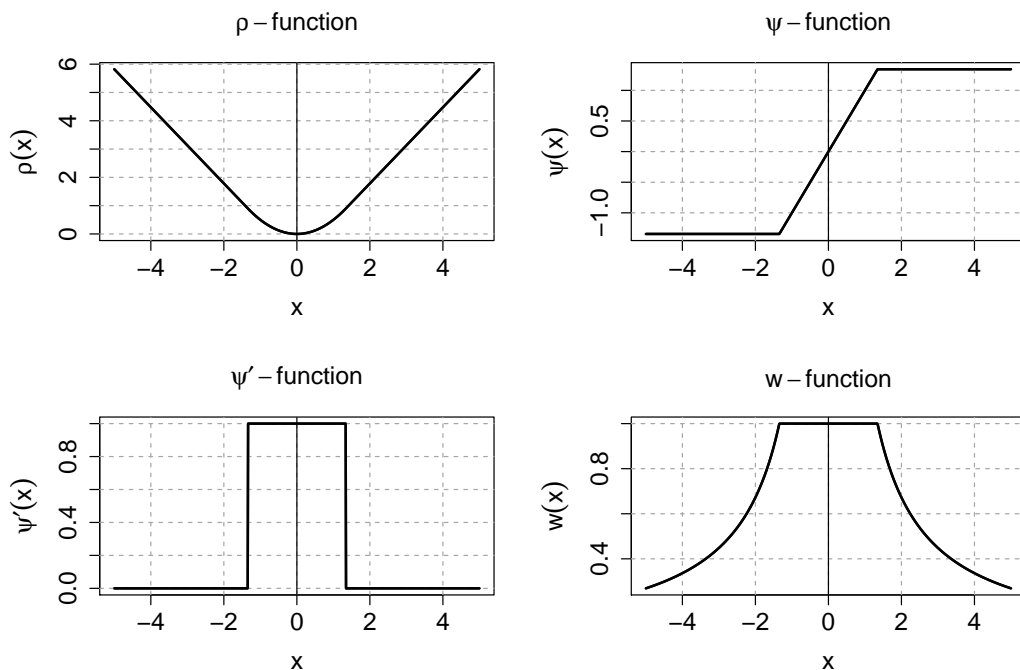 ρ – function
ρ(x)
0
2
4
6
−4 −2 0 2 4
x
ψ – function
ψ(x)
−1.0
0.5
−4 −2 0 2 4
x
ψ′ – function
ψ′(x)
0.0
0.4
0.8
−4 −2 0 2 4
x
w – function
w(x)
0.4
0.8
−4 −2 0 2 4
x